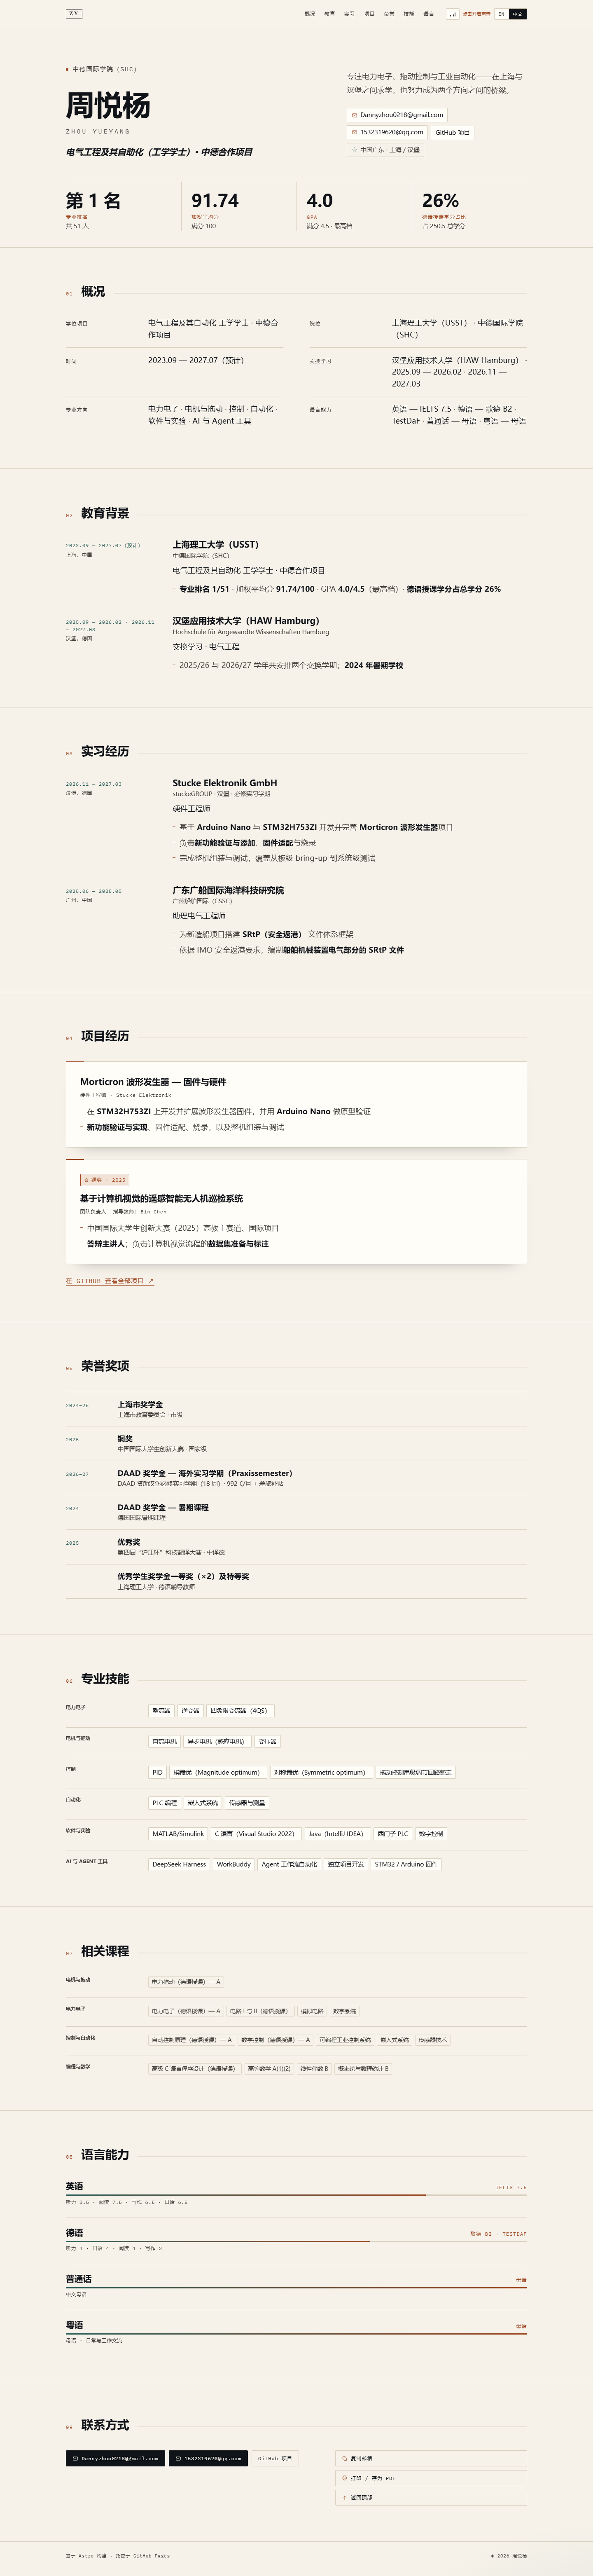 ZY
概况 教育 实习 项目 荣誉 技能 语言
点击开启声音
EN 中文
中德国际学院 (SHC)
周悦杨
ZHOU YUEYANG
电气工程及其自动化（工学学士）· 中德合作项目
专注电力电子、拖动控制与工业自动化——在上海与
汉堡之间求学，也努力成为两个方向之间的桥梁。
Dannyzhou0218@gmail.com
1532319620@qq.com GitHub 项目
中国广东 · 上海 / 汉堡
第 1 名
专业排名
共 51 人
91.74
加权平均分
满分 100
4.0
GPA
满分 4.5 · 最高档
26%
德语授课学分占比
占 250.5 总学分
01 概况
学位项目
电气工程及其自动化 工学学士 · 中德合
作项目
院校
上海理工大学（USST） · 中德国际学院
（SHC）
时间
2023.09 — 2027.07（预计）
交换学习
汉堡应用技术大学（HAW Hamburg） ·
2025.09 — 2026.02 · 2026.11 —
2027.03
专业方向
电力电子 · 电机与拖动 · 控制 · 自动化 ·
软件与实验 · AI 与 Agent 工具
语言能力
英语 — IELTS 7.5 · 德语 — 歌德 B2 ·
TestDaF · 普通话 — 母语 · 粤语 — 母语
02 教育背景
2023.09 — 2027.07（预计）
上海, 中国
上海理工大学（USST）
中德国际学院（SHC）
电气工程及其自动化 工学学士 · 中德合作项目
– 专业排名 1/51 · 加权平均分 91.74/100 · GPA 4.0/4.5（最高档）· 德语授课学分占总学分 26%
2025.09 — 2026.02 · 2026.11
— 2027.03
汉堡, 德国
汉堡应用技术大学（HAW Hamburg）
Hochschule für Angewandte Wissenschaften Hamburg
交换学习 · 电气工程
– 2025/26 与 2026/27 学年共安排两个交换学期；2024 年暑期学校
03 实习经历
2026.11 — 2027.03
汉堡, 德国
Stucke Elektronik GmbH
stuckeGROUP · 汉堡 · 必修实习学期
硬件工程师
– 基于 Arduino Nano 与 STM32H753ZI 开发并完善 Morticron 波形发生器项目
– 负责新功能验证与添加、固件适配与烧录
– 完成整机组装与调试，覆盖从板级 bring-up 到系统级测试
2025.06 — 2025.08
广州, 中国
广东广船国际海洋科技研究院
广州船舶国际（CSSC）
助理电气工程师
– 为新造船项目搭建 SRtP（安全返港） 文件体系框架
– 依据 IMO 安全返港要求，编制船舶机械装置电气部分的 SRtP 文件
04 项目经历
Morticron 波形发生器 — 固件与硬件
硬件工程师 · Stucke Elektronik
– 在 STM32H753ZI 上开发并扩展波形发生器固件，并用 Arduino Nano 做原型验证
– 新功能验证与实现、固件适配、烧录，以及整机组装与调试
铜奖 · 2025
基于计算机视觉的遥感智能无人机巡检系统
团队负责人 指导教师: Bin Chen
– 中国国际大学生创新大赛（2025）高教主赛道、国际项目
– 答辩主讲人；负责计算机视觉流程的数据集准备与标注
在 GITHUB 查看全部项目 ↗
05 荣誉奖项
2024–25
上海市奖学金
上海市教育委员会 · 市级
2025
铜奖
中国国际大学生创新大赛 · 国家级
2026–27
DAAD 奖学金 — 海外实习学期（Praxissemester）
DAAD 资助汉堡必修实习学期（18 周）· 992 €/月 + 差旅补贴
2024
DAAD 奖学金 — 暑期课程
德国国际暑期课程
2025
优秀奖
第四届“沪江杯”科技翻译大赛 · 中译德
优秀学生奖学金一等奖（×2）及特等奖
上海理工大学 · 德语辅导教师
06 专业技能
电力电子
整流器 逆变器 四象限变流器（4QS）
电机与拖动
直流电机 异步电机（感应电机） 变压器
控制
PID 模最优（Magnitude optimum） 对称最优（Symmetric optimum） 拖动控制串级调节回路整定
自动化
PLC 编程 嵌入式系统 传感器与测量
软件与实验
MATLAB/Simulink C 语言（Visual Studio 2022） Java（IntelliJ IDEA） 西门子 PLC 数字控制
AI 与 AGENT 工具
DeepSeek Harness WorkBuddy Agent 工作流自动化 独立项目开发 STM32 / Arduino 固件
07 相关课程
电机与拖动
电力拖动（德语授课）— A
电力电子
电力电子（德语授课）— A 电路 I 与 II（德语授课） 模拟电路 数字系统
控制与自动化
自动控制原理（德语授课）— A 数字控制（德语授课）— A 可编程工业控制系统 嵌入式系统 传感器技术
编程与数学
高级 C 语言程序设计（德语授课） 高等数学 A(1)(2) 线性代数 B 概率论与数理统计 B
08 语言能力
英语
IELTS 7.5
听力 8.5 · 阅读 7.5 · 写作 6.5 · 口语 6.5
德语
歌德 B2 · TESTDAF
听力 4 · 口语 4 · 阅读 4 · 写作 3
普通话
母语
中文母语
粤语
母语
母语 · 日常与工作交流
09 联系方式
Dannyzhou0218@gmail.com 1532319620@qq.com GitHub 项目
复制邮箱
打印 / 存为 PDF
返回顶部
基于 Astro 构建 · 托管于 GitHub Pages
© 2026 周悦杨